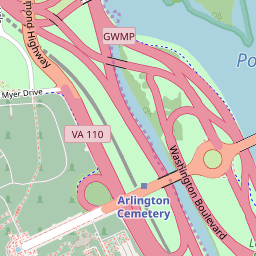 GWMP
Po
mond Highway
Myer Drive
VA 110
Washington Boulevard
Arlington
Cemetery
L